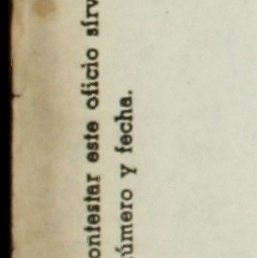 ontestar este oficio sírv
úmero y fecha.